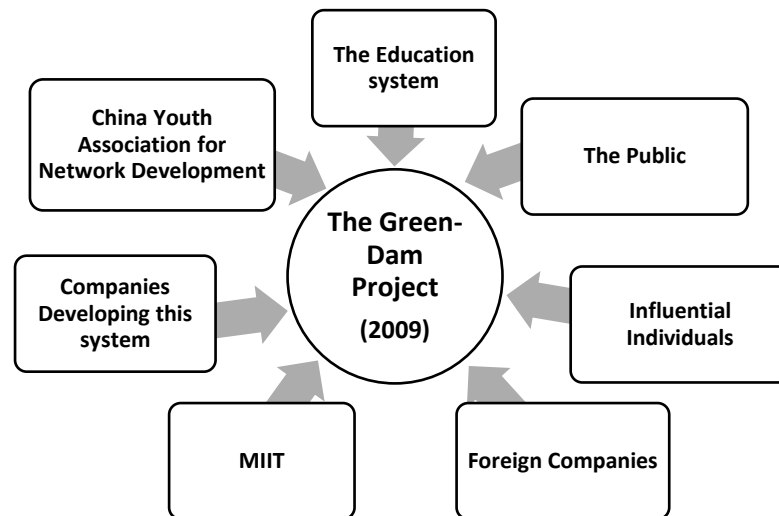 The Education
system
China Youth
Association for
Network Development
The Public
The Green-
Dam
Project
(2009)
Companies
Developing this
system
Influential
Individuals
MIIT
Foreign Companies